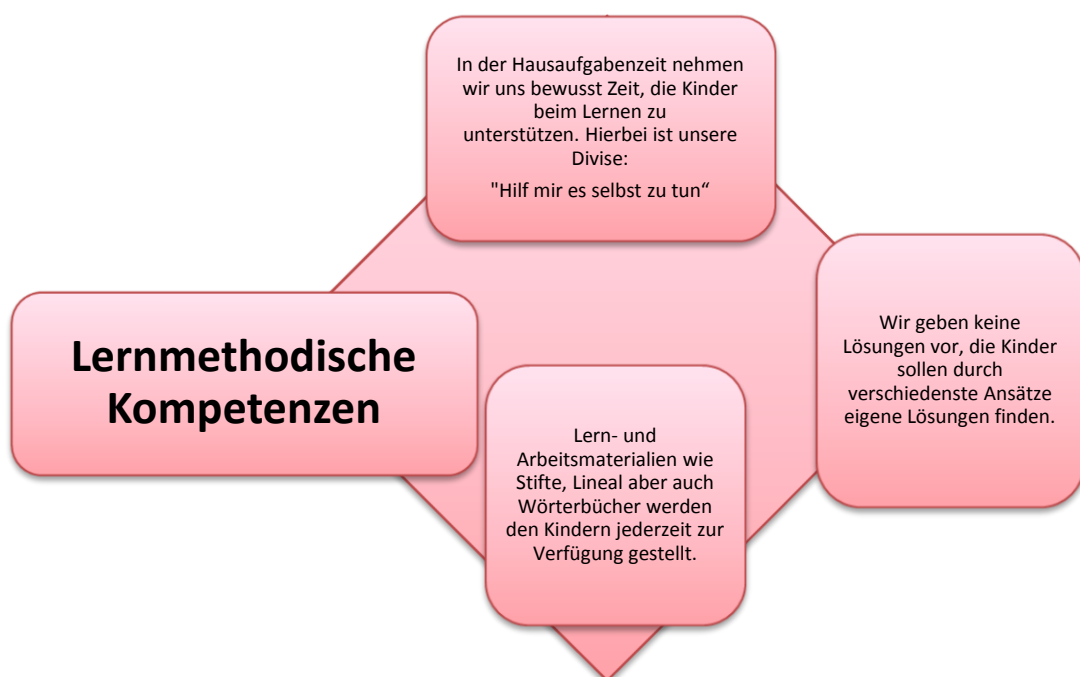 In der Hausaufgabenzeit nehmen
wir uns bewusst Zeit, die Kinder
beim Lernen zu
unterstützen. Hierbei ist unsere
Divise:
"Hilf mir es selbst zu tun“
Lernmethodische
Kompetenzen
Wir geben keine
Lösungen vor, die Kinder
sollen durch
verschiedenste Ansätze
eigene Lösungen finden.
Lern- und
Arbeitsmaterialien wie
Stifte, Lineal aber auch
Wörterbücher werden
den Kindern jederzeit zur
Verfügung gestellt.